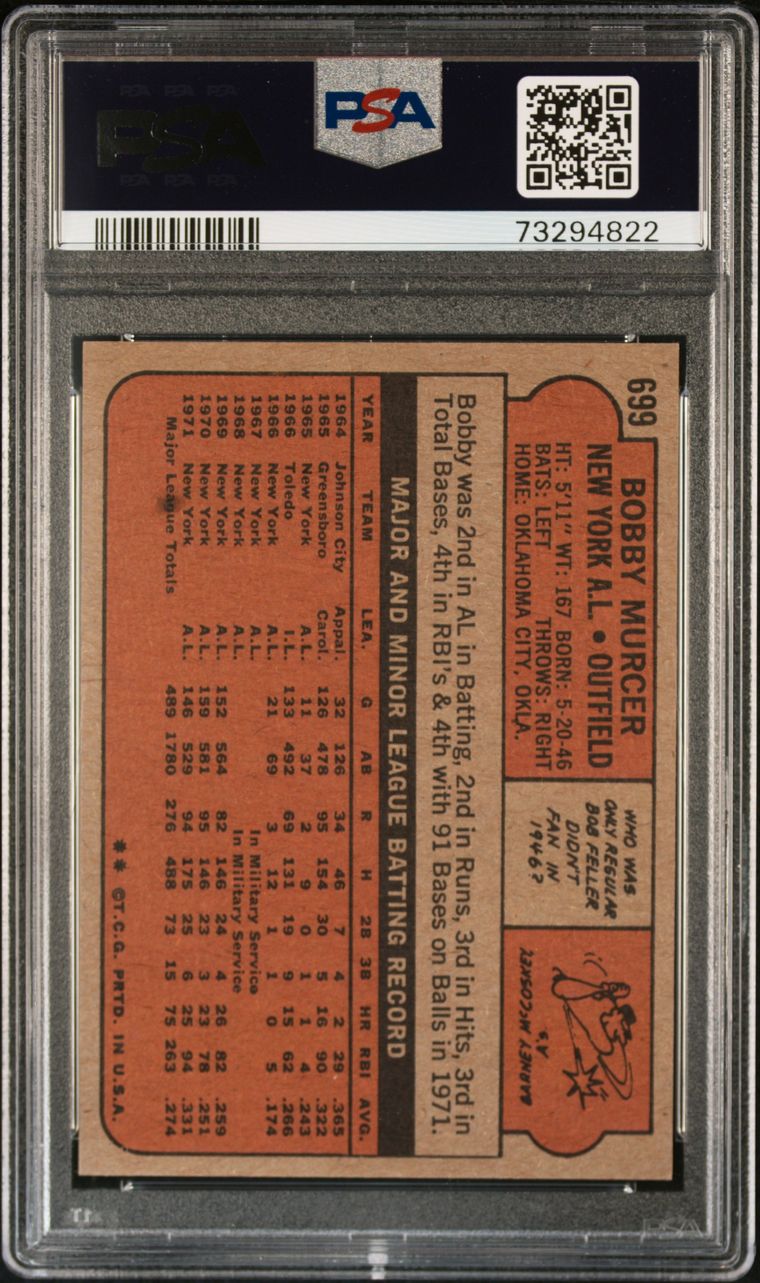 PSA PSA PSA
PSA
PSA PSA PSA
PSA
73294822
699
BOBBY MURCER
NEW YORK A.L. • OUTFIELD
HT: 5'11" WT: 167 BORN: 5-20-46
BATS: LEFT THROWS: RIGHT
HOME: OKLAHOMA CITY, OKLA.
WHO WAS
ONLY REGULAR
BOB FELLER
DIDN'T
FAN IN
1946?
A's
BARNEY McCOSKEY
Bobby was 2nd in AL in Batting, 2nd in Runs, 3rd in Hits, 3rd in
Total Bases, 4th in RBI's & 4th with 91 Bases on Balls in 1971.
MAJOR AND MINOR LEAGUE BATTING RECORD
YEAR TEAM LEA. G AB R H 2B 3B HR RBI AVG.
1964 Johnson City Appal. 32 126 34 46 7 4 2 29 .365
1965 Greensboro Carol. 126 478 95 154 30 5 16 90 .322
1965 New York A.L. 11 37 2 9 0 1 1 4 .243
1966 Toledo I.L. 133 492 69 131 19 9 15 62 .266
1966 New York A.L. 21 69 3 12 1 1 0 5 .174
1967 New York A.L. In Military Service
1968 New York A.L. In Military Service
1969 New York A.L. 152 564 82 146 24 4 26 82 .259
1970 New York A.L. 159 581 95 146 23 3 23 78 .251
1971 New York A.L. 146 529 94 175 25 6 25 94 .331
Major League Totals 489 1780 276 488 73 15 75 263 .274
** ©T.C.G. PRTD. IN U.S.A.
PSA